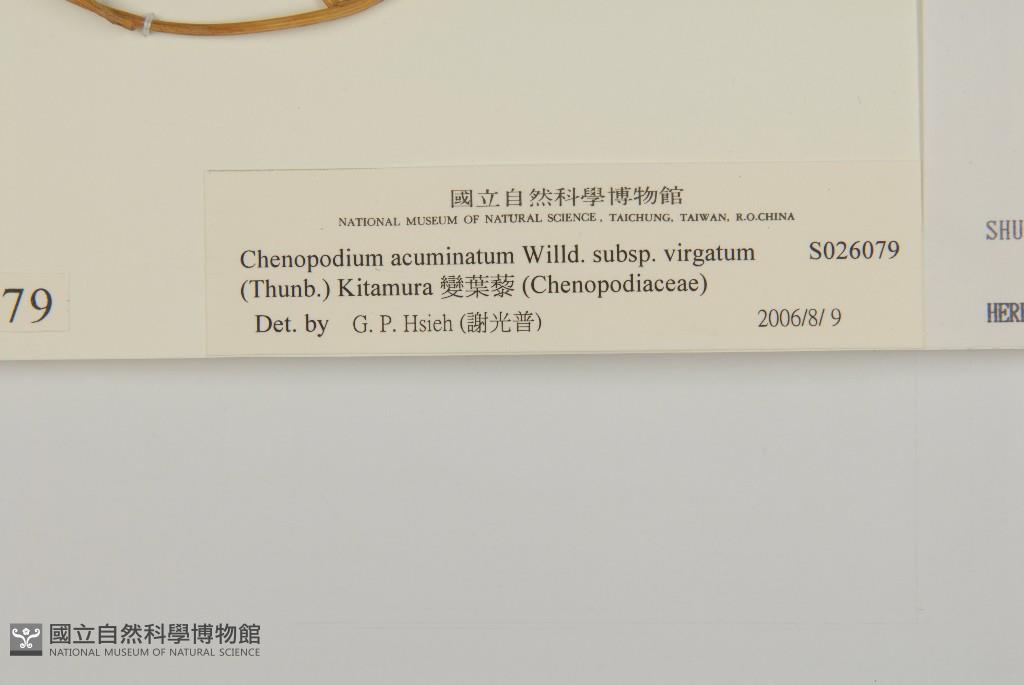 國立自然科學博物館
NATIONAL MUSEUM OF NATURAL SCIENCE, TAICHUNG, TAIWAN, R.O.CHINA
Chenopodium acuminatum Willd. subsp. virgatum S026079
(Thunb.) Kitamura 變葉藜 (Chenopodiaceae)
Det. by G. P. Hsieh (謝光普) 2006/8/ 9
79
SHU
HER
國立自然科學博物館
NATIONAL MUSEUM OF NATURAL SCIENCE